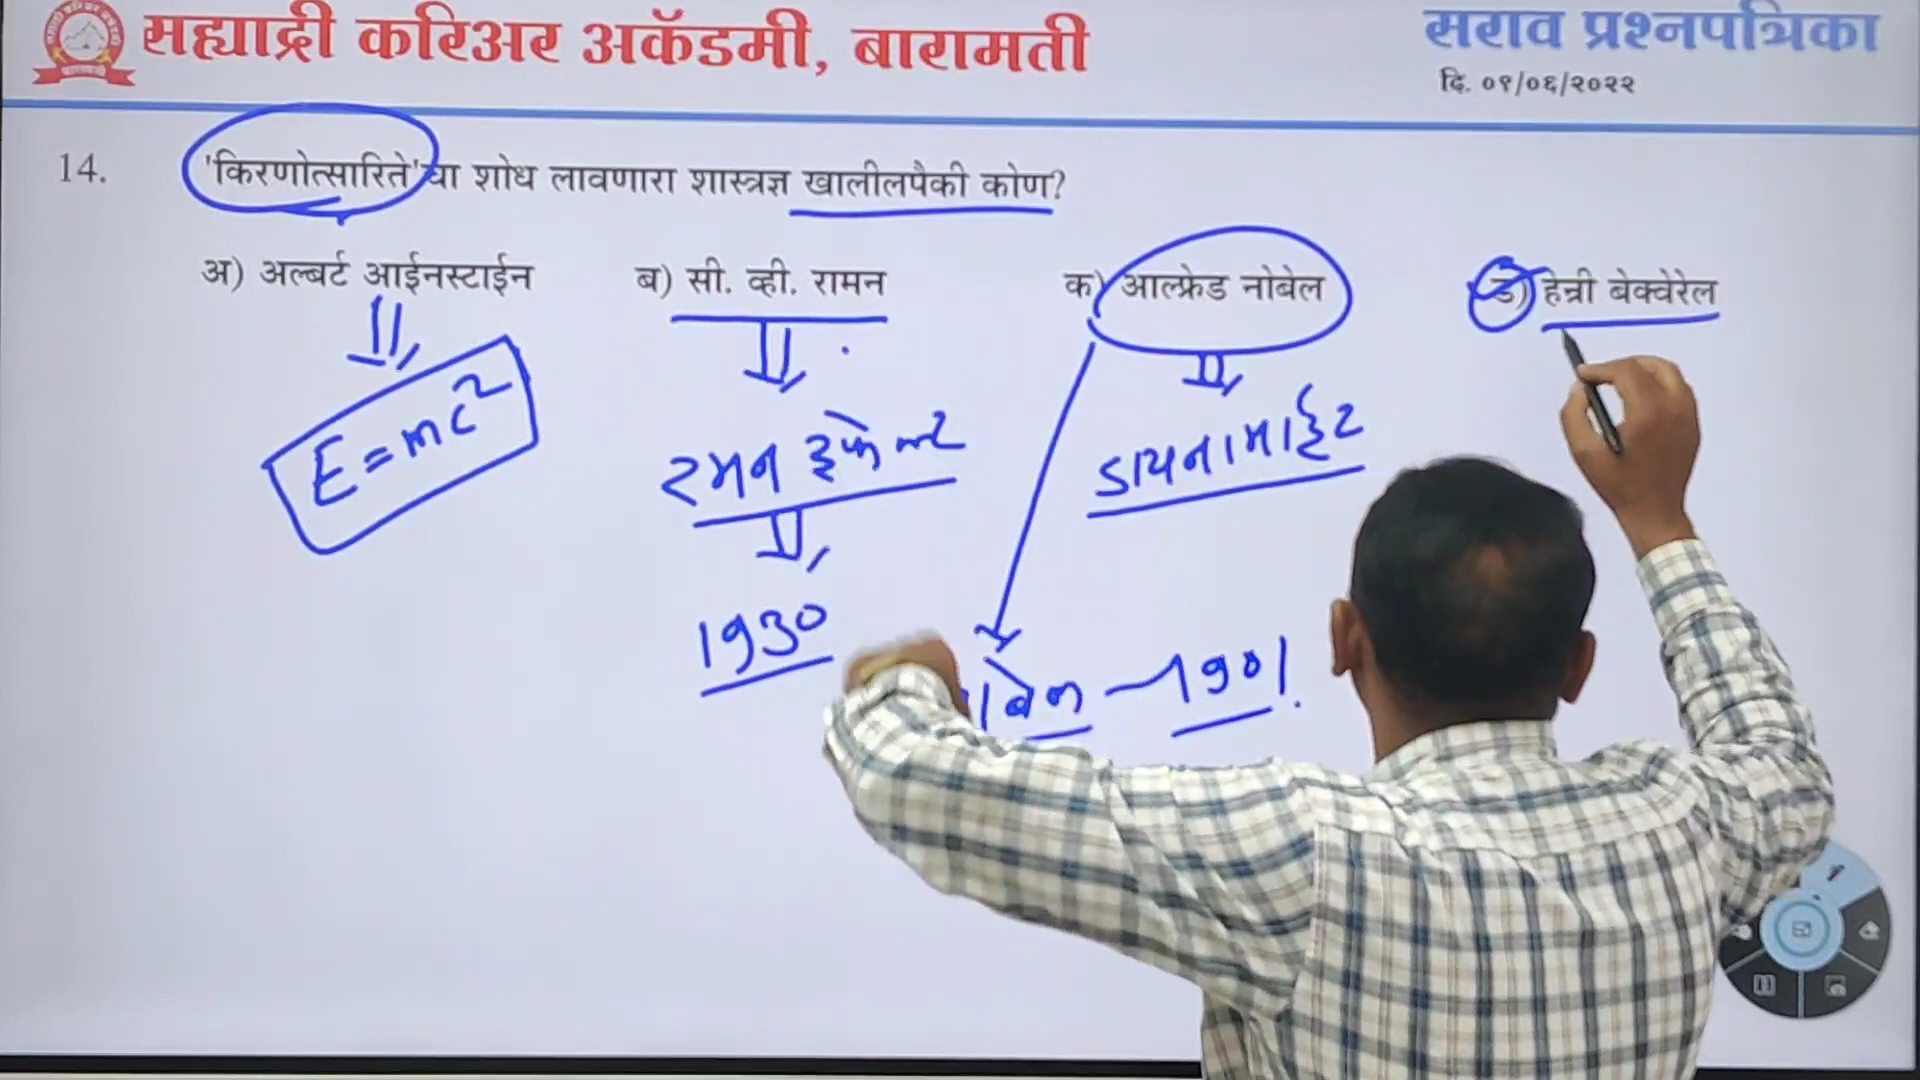 सह्याद्री करिअर अकॅडमी, बारामती
सराव प्रश्नपत्रिका
दि. ०९/०६/२०२२
14. 'किरणोत्सारिते' चा शोध लावणारा शास्त्रज्ञ खालीलपैकी कोण?
अ) अल्बर्ट आईनस्टाईन ब) सी. व्ही. रामन क) आल्फ्रेड नोबेल ड) हेन्री बेक्वेरेल
E=mc²
रमन इफेक्ट
डायनामाईट
1930
1901